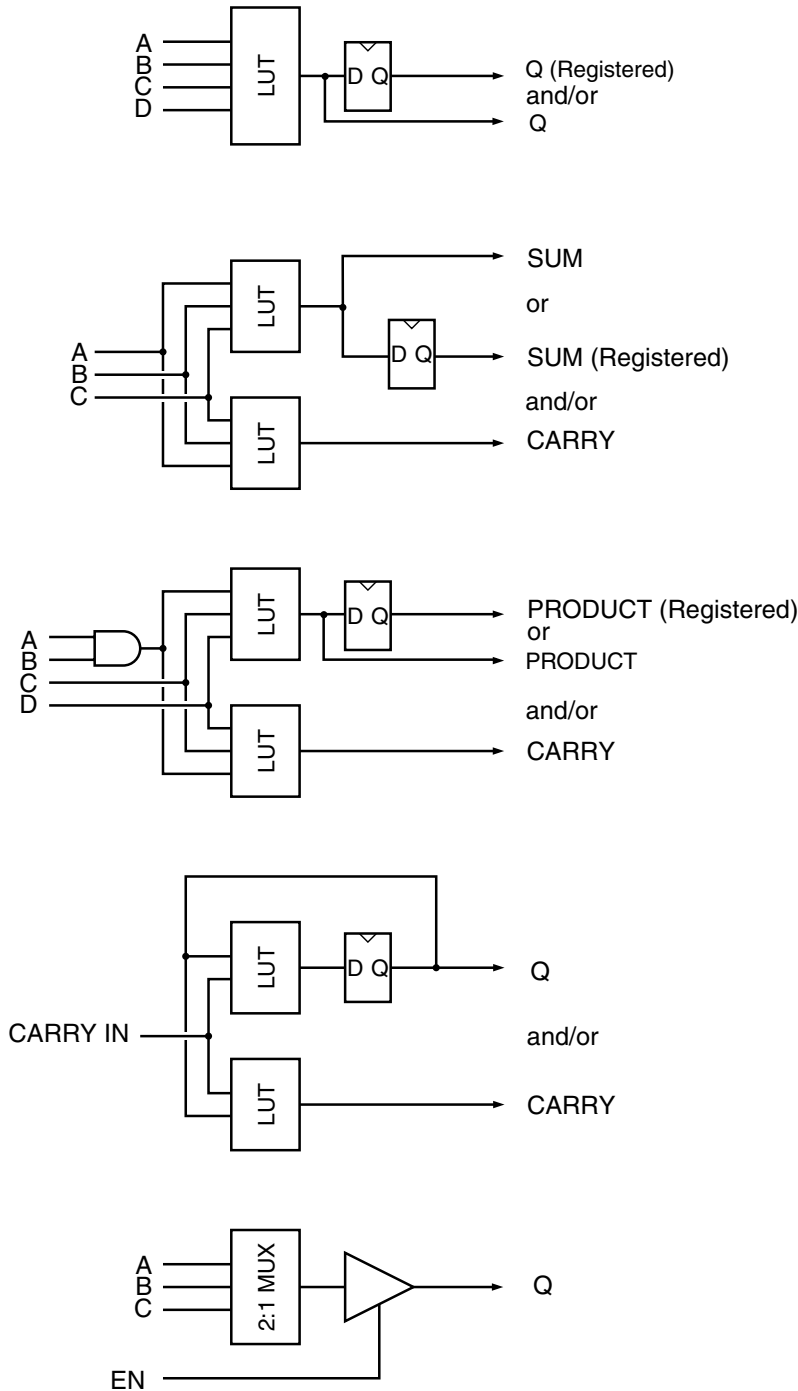 A
B
C
D
LUT
D Q
Q (Registered)
and/or
Q
A
B
C
LUT
LUT
D Q
SUM
or
SUM (Registered)
and/or
CARRY
A
B
C
D
LUT
LUT
D Q
PRODUCT (Registered)
or
PRODUCT
and/or
CARRY
CARRY IN
LUT
LUT
D Q
Q
and/or
CARRY
A
B
C
2:1 MUX
Q
EN